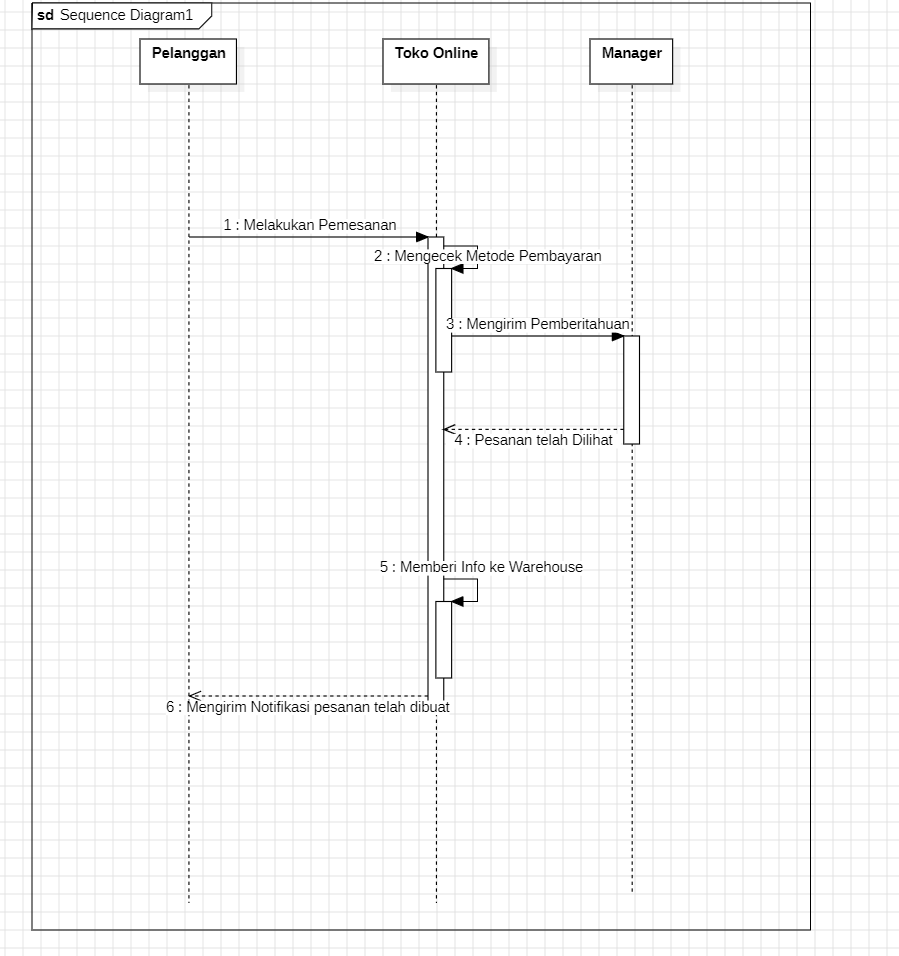 sd Sequence Diagram1
Pelanggan
Toko Online
Manager
1 : Melakukan Pemesanan
2 : Mengecek Metode Pembayaran
3 : Mengirim Pemberitahuan
4 : Pesanan telah Dilihat
5 : Memberi Info ke Warehouse
6 : Mengirim Notifikasi pesanan telah dibuat